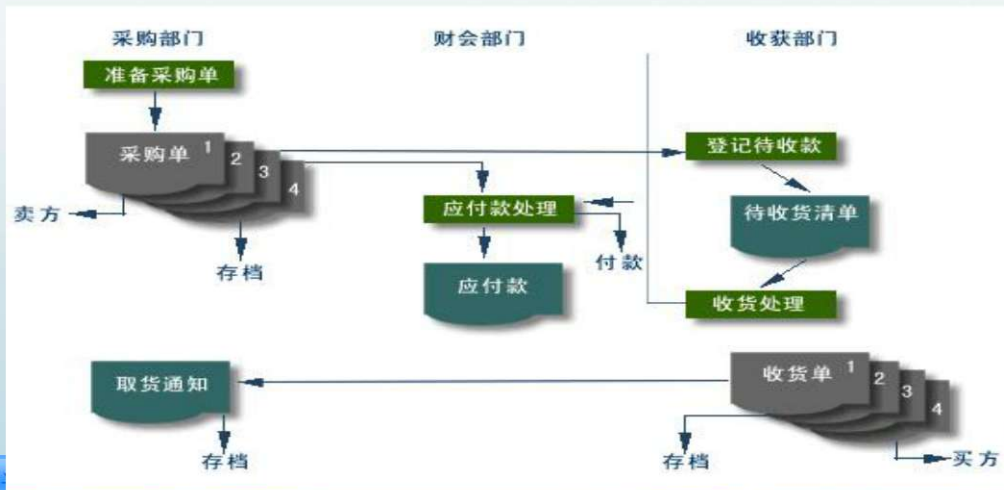 采购部门
财会部门
收获部门
准备采购单
采购单
1
2
3
4
登记待收款
卖方
存档
应付款处理
付款
待收货清单
应付款
收货处理
取货通知
收货单
1
2
3
4
存档
存档
买方